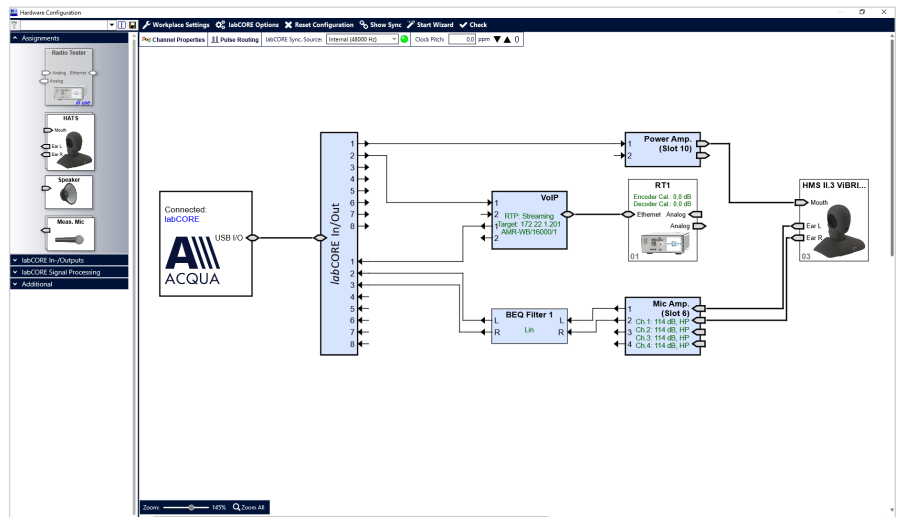 Hardware Configuration
Workplace Settings labCORE Options Reset Configuration Show Sync Start Wizard Check
Assignments
Channel Properties Pulse Routing labCORE Sync. Source: Internal (48000 Hz) Clock Pitch: 0,0 ppm 0
Radio Tester
Analog Ethernet
Analog
in use
HATS
Mouth
Ear L
Ear R
Speaker
Meas. Mic
labCORE In-/Outputs
labCORE Signal Processing
Additional
Connected:
labCORE
USB I/O
ACQUA
labCORE In/Out
1
2
3
4
5
6
7
8
1
2
3
4
5
6
7
8
VoIP
1
2 RTP: Streaming
1 Target: 172.22.1.201
2 AMR-WB/16000/1
Power Amp.
1 (Slot 10)
2
RT1
Encoder Cal.: 0,0 dB
Decoder Cal.: 0,0 dB
Ethernet Analog
Analog
01
HMS II.3 ViBRI...
Mouth
Ear L
Ear R
03
BEQ Filter 1
L L
Lin
R R
Mic Amp.
1 (Slot 6)
2 Ch.1: 114 dB, HP
Ch.2: 114 dB, HP
3 Ch.3: 114 dB, HP
4 Ch.4: 114 dB, HP
Zoom: 145% Zoom All